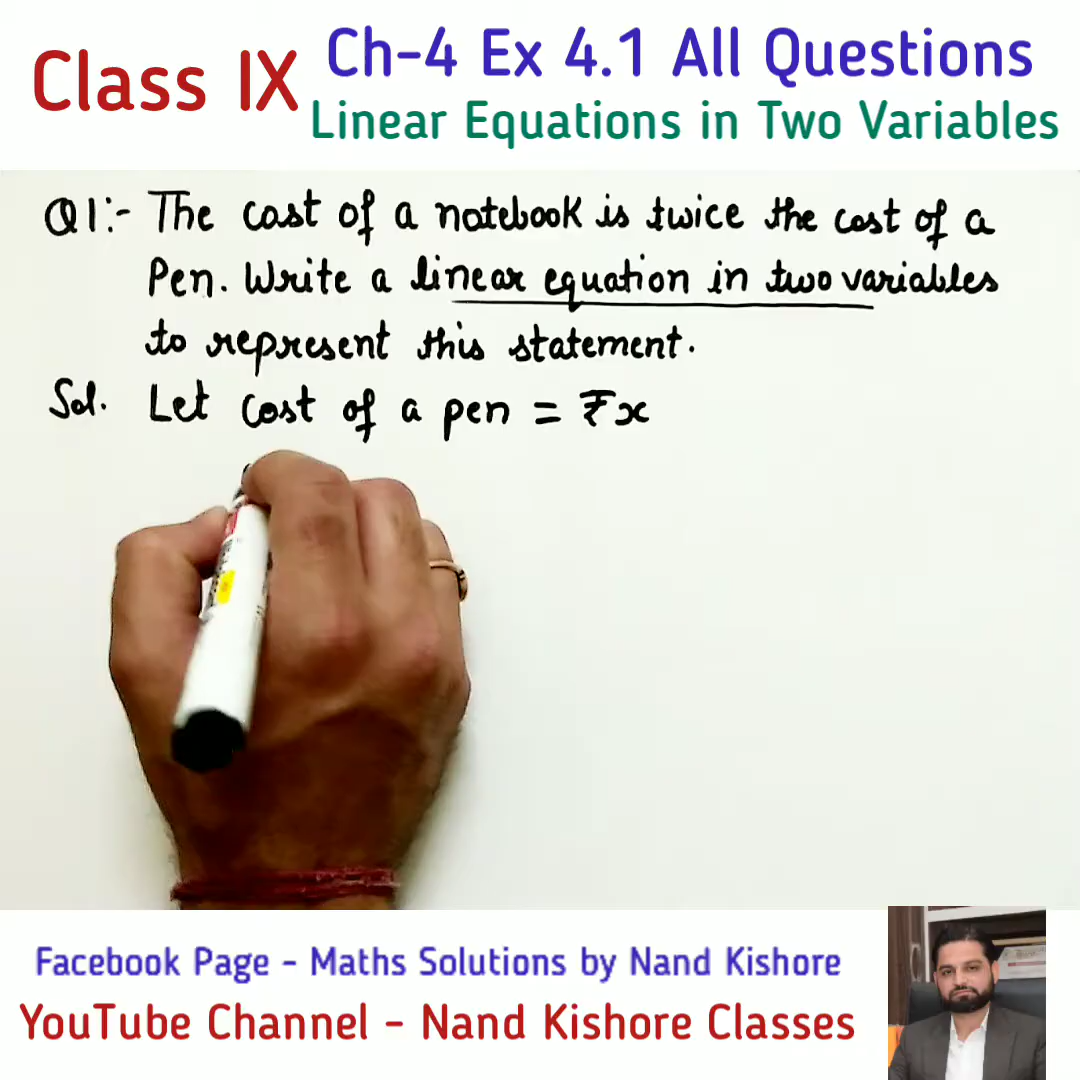 Class IX
Ch-4 Ex 4.1 All Questions
Linear Equations in Two Variables
Q1:- The cost of a notebook is twice the cost of a
Pen. Write a linear equation in two variables
to represent this statement.
Sol. Let cost of a pen = ₹x
Facebook Page - Maths Solutions by Nand Kishore
YouTube Channel - Nand Kishore Classes